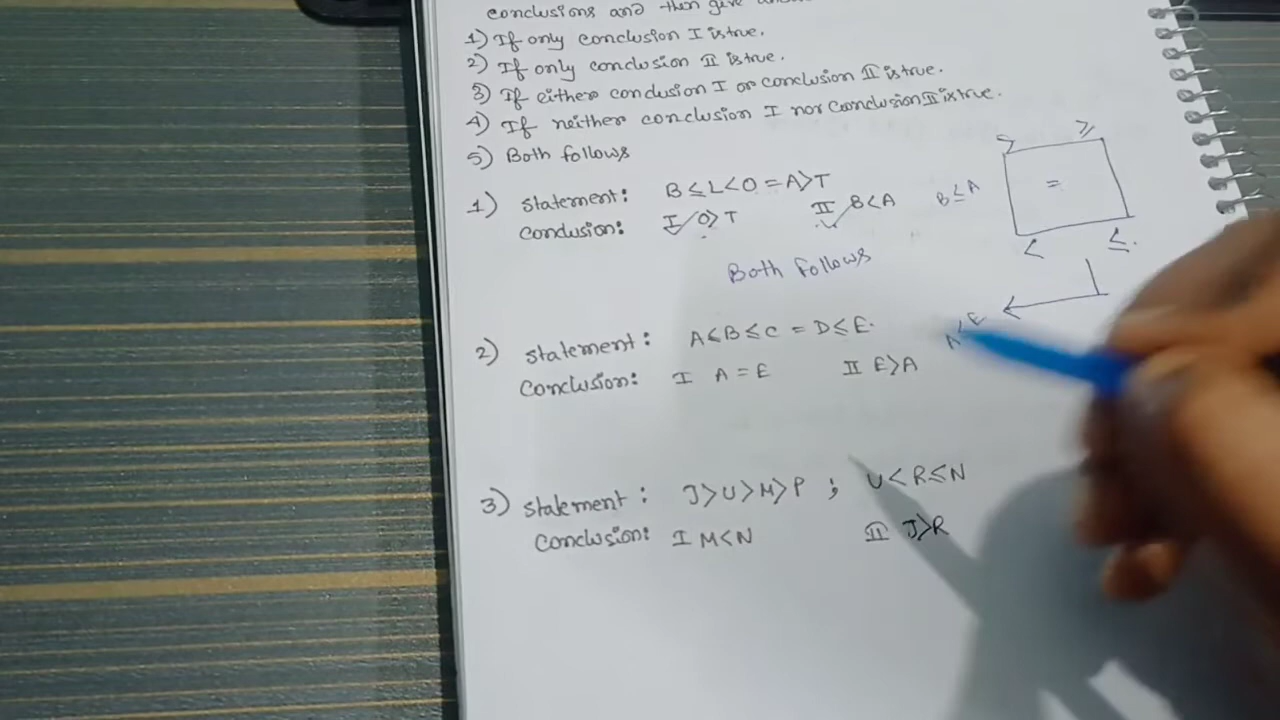 conclusions and then give
1) If only conclusion I is true.
2) If only conclusion II is true.
3) If either conclusion I or conclusion II is true.
4) If neither conclusion I nor conclusion II is true.
5) Both follows
1) Statement: B ≤ L < O = A > T
Conclusion: I O > T II B < A B ≤ A
> ≥
=
< ≤.
Both follows
2) Statement: A < B ≤ C = D ≤ E.
Conclusion: I A = E II E > A A < E
3) Statement: J > U > M > P ; U < R ≤ N
Conclusion: I M < N II J > R